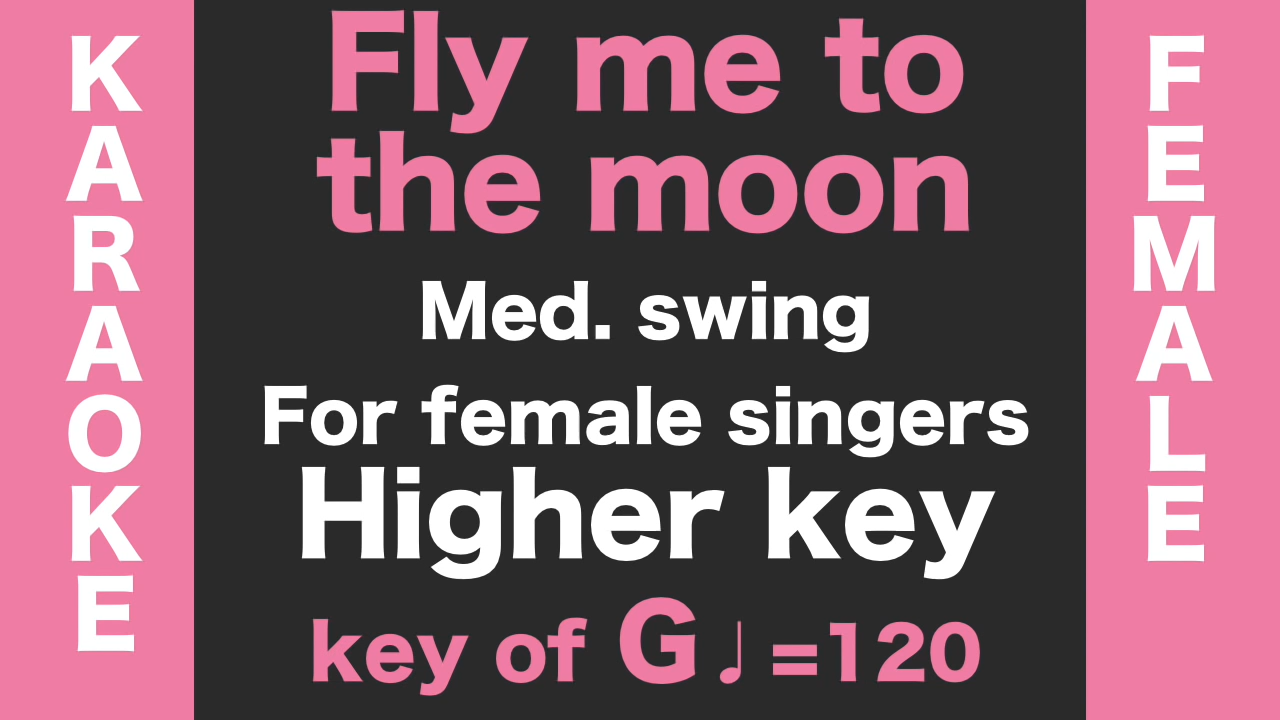 KARAOKE
Fly me to
the moon
Med. swing
For female singers
Higher key
key of G♩=120
FEMALE